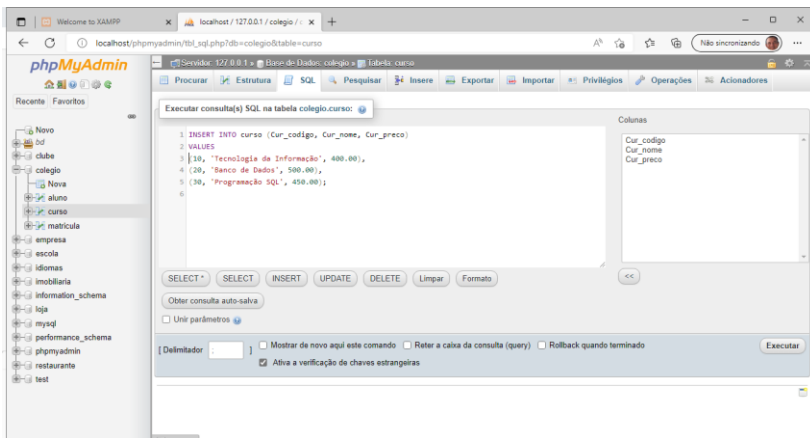 Welcome to XAMPP
localhost / 127.0.0.1 / colegio / c
localhost/phpmyadmin/tbl_sql.php?db=colegio&table=curso
Não sincronizando
phpMyAdmin
Recente Favoritos
Novo
bd
clube
colegio
Nova
aluno
curso
matricula
empresa
escola
idiomas
imobiliaria
information_schema
loja
mysql
performance_schema
phpmyadmin
restaurante
test
Servidor: 127.0.0.1 » Base de Dados: colegio » Tabela: curso
Procurar Estrutura SQL Pesquisar Insere Exportar Importar Privilégios Operações Acionadores
Executar consulta(s) SQL na tabela colegio.curso:
1 INSERT INTO curso (Cur_codigo, Cur_nome, Cur_preco)
2 VALUES
3 (10, 'Tecnologia da Informação', 400.00),
4 (20, 'Banco de Dados', 500.00),
5 (30, 'Programação SQL', 450.00);
6
Colunas
Cur_codigo
Cur_nome
Cur_preco
SELECT * SELECT INSERT UPDATE DELETE Limpar Formato <<
Obter consulta auto-salva
Unir parâmetros
[ Delimitador ; ] Mostrar de novo aqui este comando Reter a caixa da consulta (query) Rollback quando terminado Executar
Ativa a verificação de chaves estrangeiras